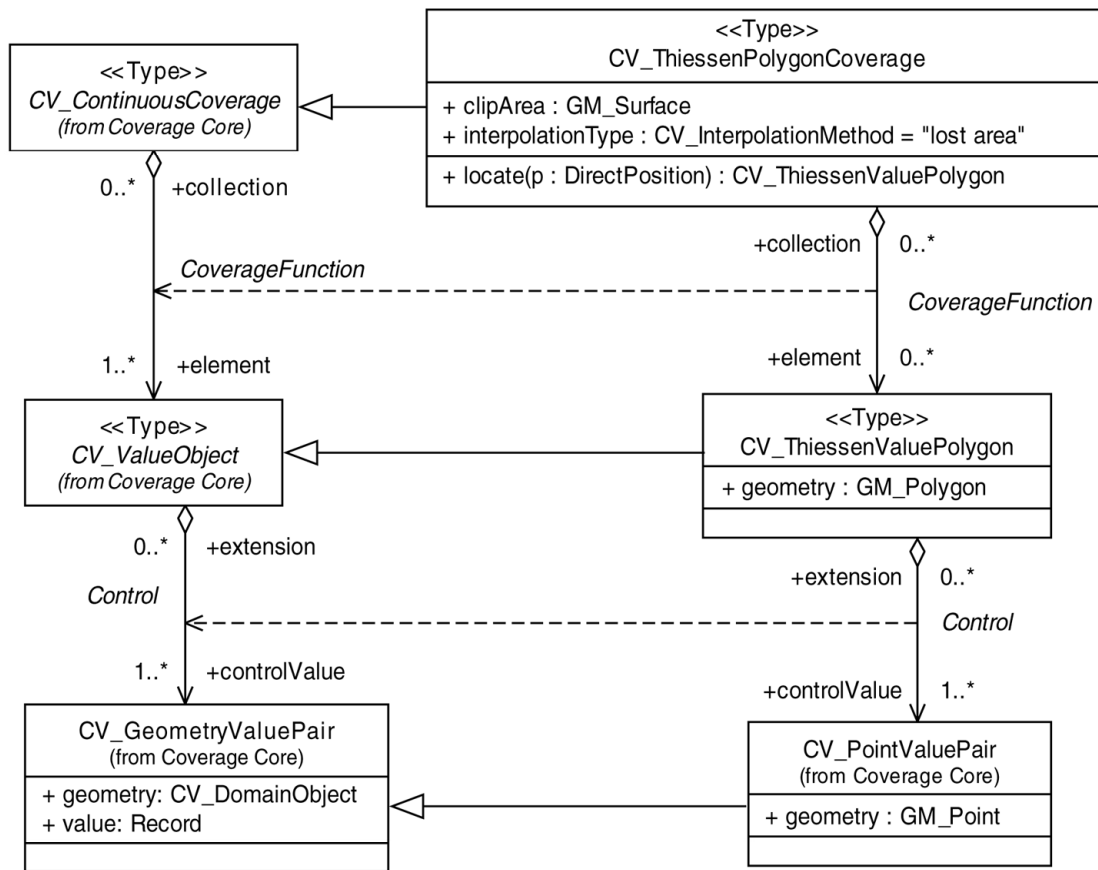 <<Type>>
CV_ThiessenPolygonCoverage
+ clipArea : GM_Surface
+ interpolationType : CV_InterpolationMethod = "lost area"
+ locate(p : DirectPosition) : CV_ThiessenValuePolygon
<<Type>>
CV_ContinuousCoverage
(from Coverage Core)
0..* +collection
+collection 0..*
CoverageFunction
CoverageFunction
1..* +element
+element 0..*
<<Type>>
CV_ValueObject
(from Coverage Core)
<<Type>>
CV_ThiessenValuePolygon
+ geometry : GM_Polygon
0..* +extension
+extension 0..*
Control
Control
1..* +controlValue
+controlValue 1..*
CV_GeometryValuePair
(from Coverage Core)
+ geometry: CV_DomainObject
+ value: Record
CV_PointValuePair
(from Coverage Core)
+ geometry : GM_Point